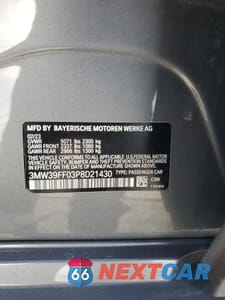 MFD BY BAYERISCHE MOTOREN WERKE AG
02/23
GVWR 5071 LBS 2300 KG
GAWR FRONT 2337 LBS 1060 KG
GAWR REAR 2866 LBS 1300 KG
THIS VEHICLE CONFORMS TO ALL APPLICABLE
U.S. FEDERAL MOTOR VEHICLE SAFETY, BUMPER, AND
THEFT PREVENTION STANDARDS IN EFFECT ON THE
DATE OF MANUFACTURE SHOWN ABOVE.
3MW39FF03P8D21430 TYPE: PASSENGER CAR
66 NEXTCAR